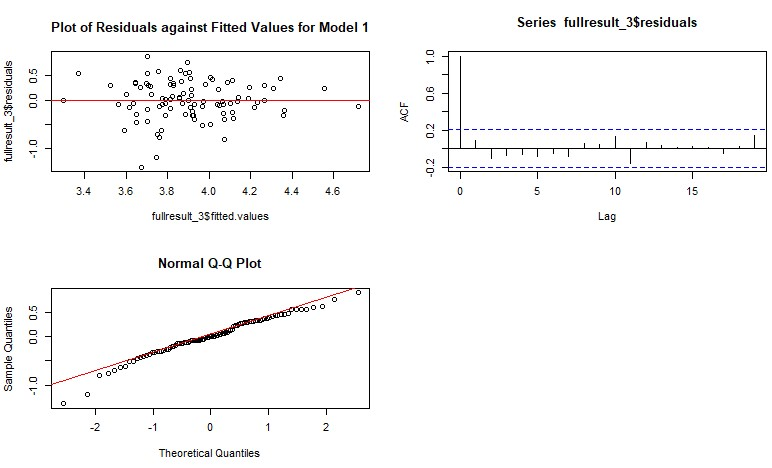 Plot of Residuals against Fitted Values for Model 1
fullresult_3$residuals
0.5
0.0
-1.0
3.4 3.6 3.8 4.0 4.2 4.4 4.6
fullresult_3$fitted.values
Series fullresult_3$residuals
ACF
1.0
0.6
0.2
-0.2
0 5 10 15
Lag
Normal Q-Q Plot
Sample Quantiles
0.5
0.0
-1.0
-2 -1 0 1 2
Theoretical Quantiles